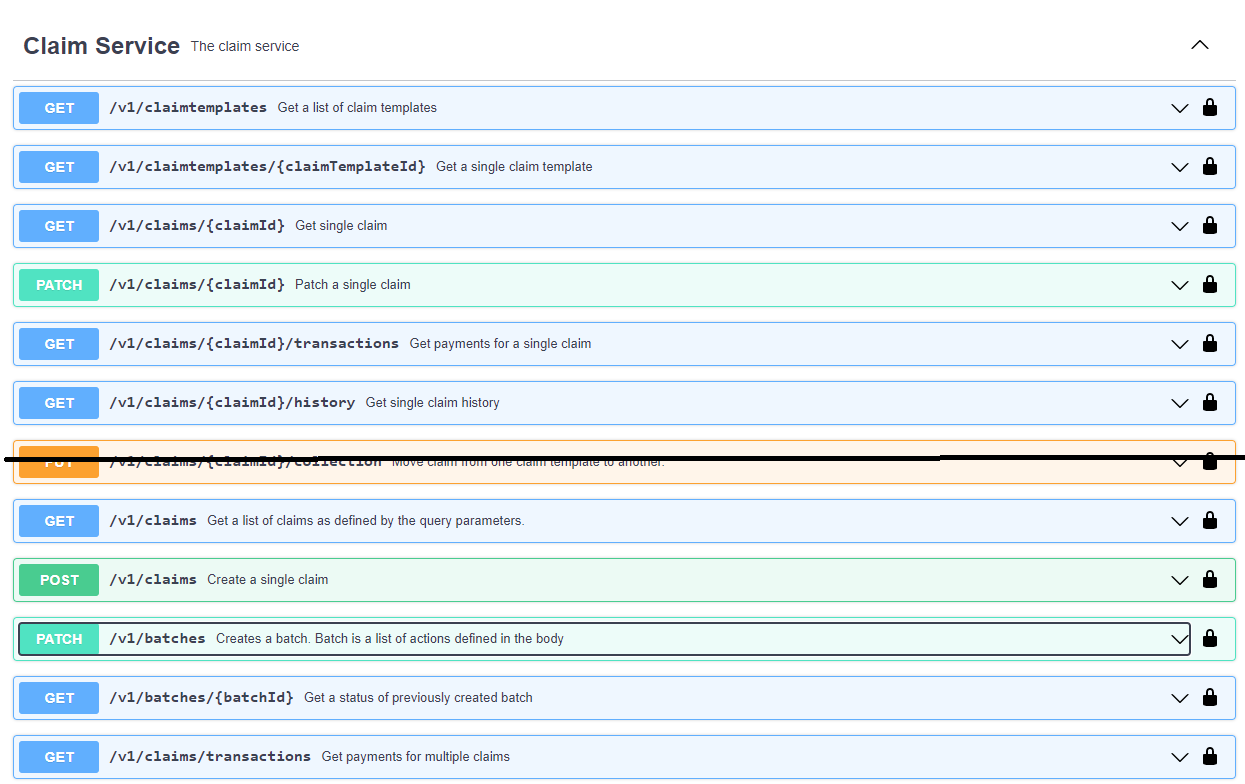 Claim Service The claim service
GET /v1/claimtemplates Get a list of claim templates
GET /v1/claimtemplates/{claimTemplateId} Get a single claim template
GET /v1/claims/{claimId} Get single claim
PATCH /v1/claims/{claimId} Patch a single claim
GET /v1/claims/{claimId}/transactions Get payments for a single claim
GET /v1/claims/{claimId}/history Get single claim history
PUT /v1/claims/{claimId}/collection Move claim from one claim template to another.
GET /v1/claims Get a list of claims as defined by the query parameters.
POST /v1/claims Create a single claim
PATCH /v1/batches Creates a batch. Batch is a list of actions defined in the body
GET /v1/batches/{batchId} Get a status of previously created batch
GET /v1/claims/transactions Get payments for multiple claims